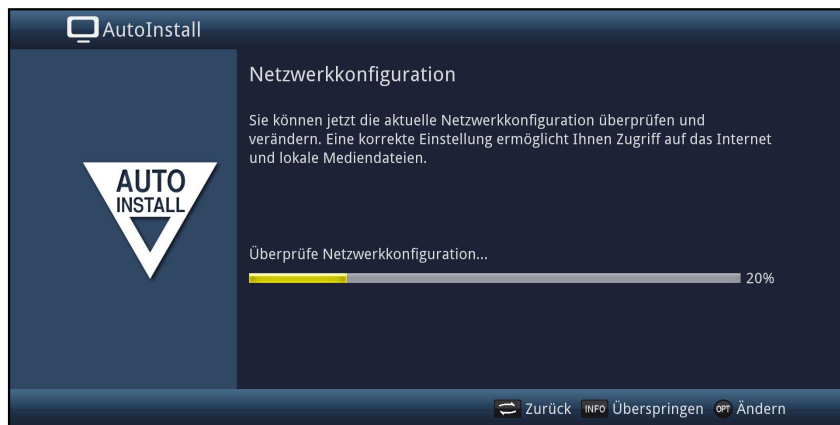 AutoInstall
Netzwerkkonfiguration
Sie können jetzt die aktuelle Netzwerkkonfiguration überprüfen und
verändern. Eine korrekte Einstellung ermöglicht Ihnen Zugriff auf das Internet
und lokale Mediendateien.
AUTO
INSTALL
Überprüfe Netzwerkkonfiguration...
20%
Zurück INFO Überspringen OPT Ändern